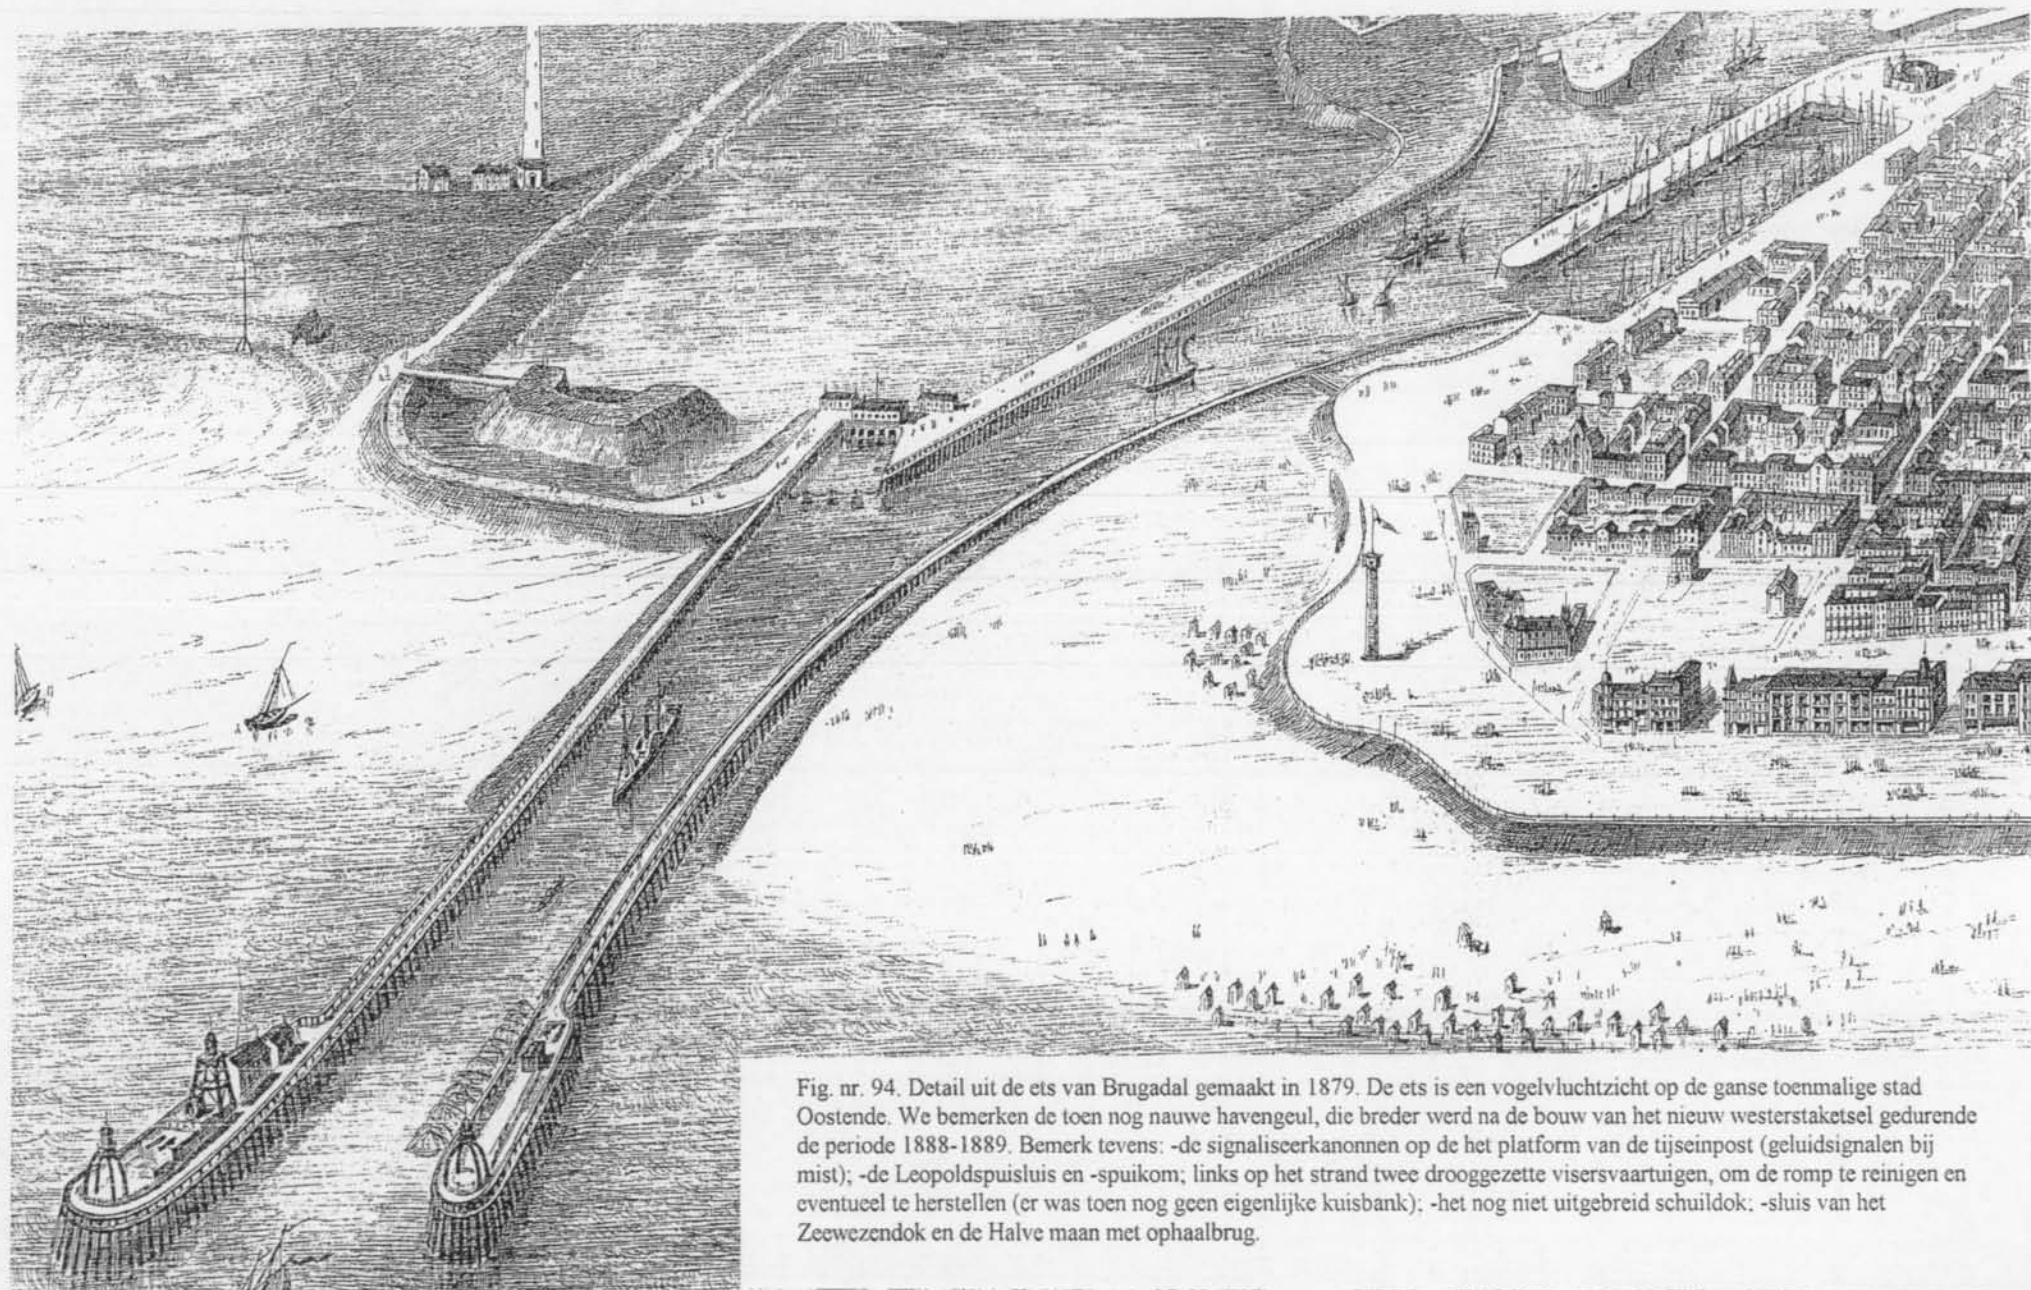 Fig. nr. 94. Detail uit de ets van Brugadal gemaakt in 1879. De ets is een vogelvluchtzicht op de ganse toenmalige stad
Oostende. We bemerken de toen nog nauwe havengeul, die breder werd na de bouw van het nieuw westerstaketsel gedurende
de periode 1888-1889. Bemerk tevens: -de signaliseerkanonnen op de het platform van de tijseinpost (geluidsignalen bij
mist); -de Leopoldspuisluis en -spuikom; links op het strand twee drooggezette visersvaartuigen, om de romp te reinigen en
eventueel te herstellen (er was toen nog geen eigenlijke kuisbank); -het nog niet uitgebreid schuildok; -sluis van het
Zeewezendok en de Halve maan met ophaalbrug.